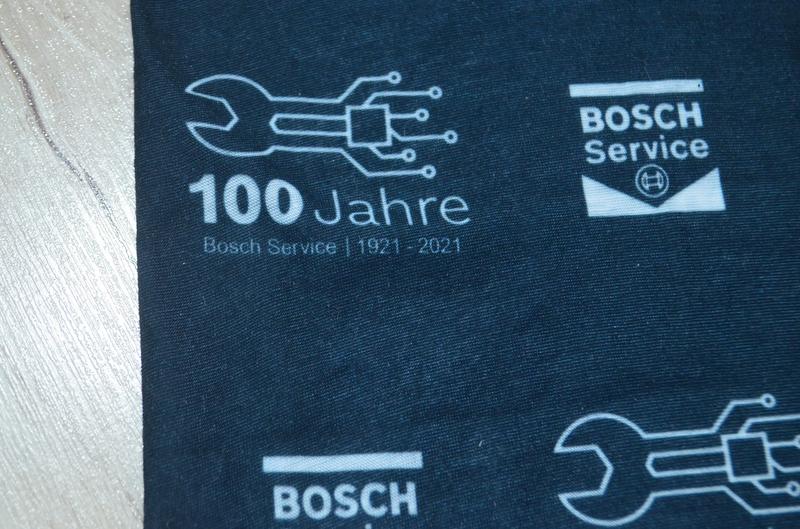 100 Jahre
Bosch Service | 1921 - 2021
BOSCH
Service
BOSCH